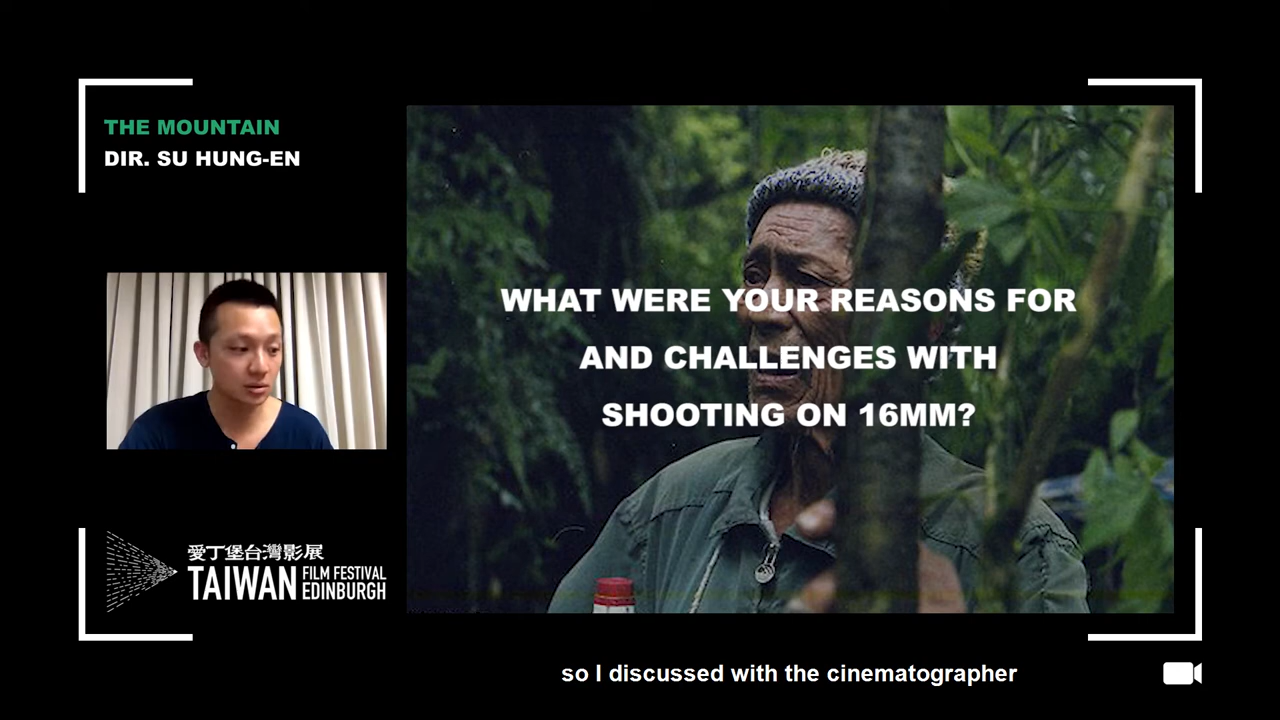 THE MOUNTAIN
DIR. SU HUNG-EN
WHAT WERE YOUR REASONS FOR
AND CHALLENGES WITH
SHOOTING ON 16MM?
愛丁堡台灣影展
TAIWAN FILM FESTIVAL
EDINBURGH
so I discussed with the cinematographer